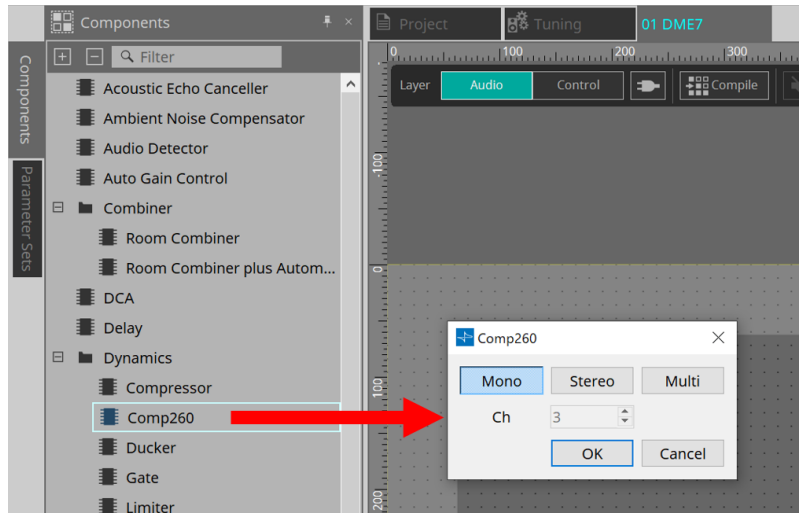 Components
Project
Tuning
01 DME7
Filter
0
100
200
300
Layer
Audio
Control
Compile
Components
Parameter Sets
Acoustic Echo Canceller
Ambient Noise Compensator
Audio Detector
Auto Gain Control
Combiner
Room Combiner
Room Combiner plus Autom...
DCA
Delay
Dynamics
Compressor
Comp260
Ducker
Gate
Limiter
-100
0
100
200
Comp260
Mono
Stereo
Multi
Ch
3
OK
Cancel